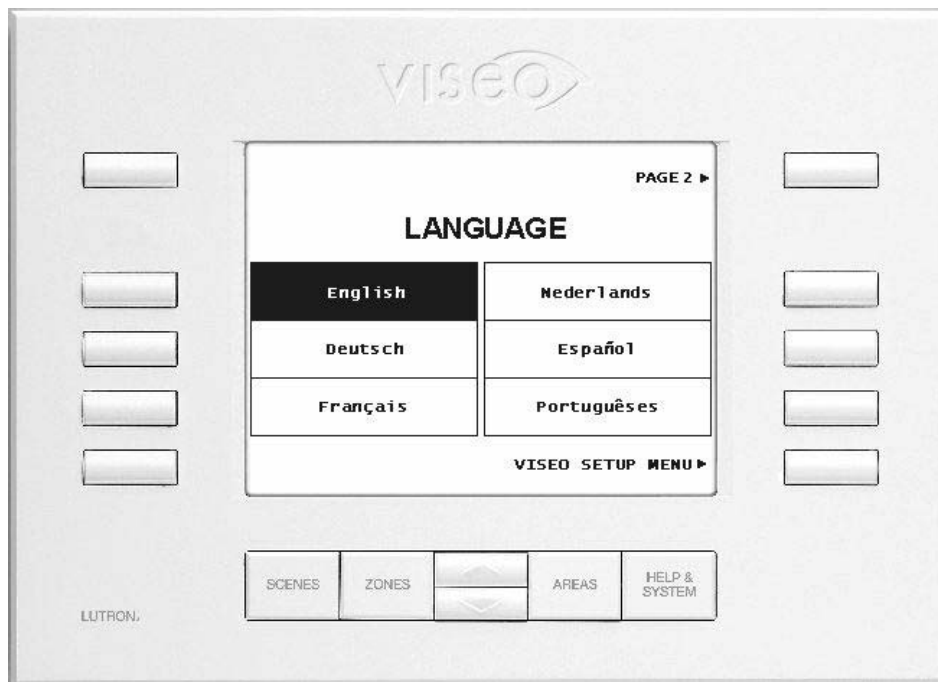 VISEO
PAGE 2 ▶
LANGUAGE
English
Nederlands
Deutsch
Español
Français
Portuguêses
VISEO SETUP MENU ▶
SCENES
ZONES
AREAS
HELP &
SYSTEM
LUTRON.